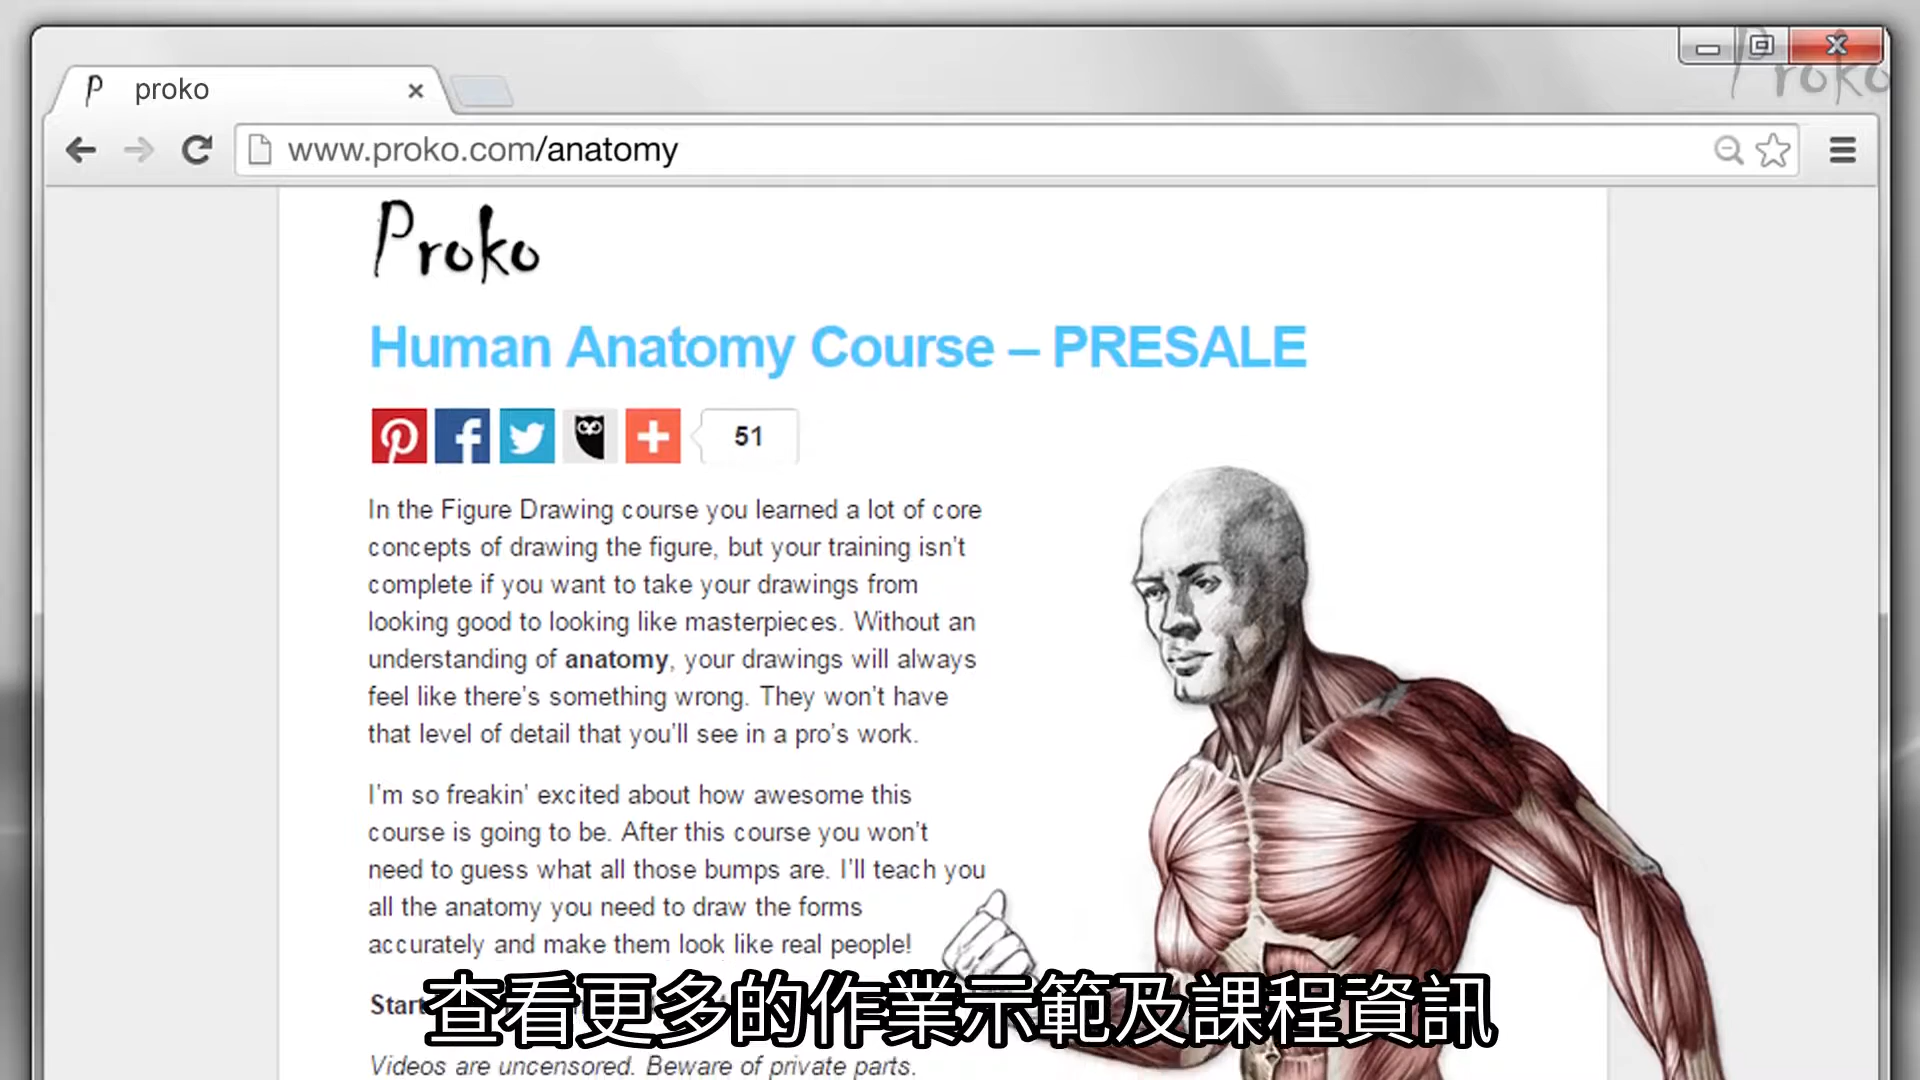 Proko
proko
www.proko.com/anatomy
Proko
Human Anatomy Course – PRESALE
51
In the Figure Drawing course you learned a lot of core
concepts of drawing the figure, but your training isn’t
complete if you want to take your drawings from
looking good to looking like masterpieces. Without an
understanding of anatomy, your drawings will always
feel like there’s something wrong. They won’t have
that level of detail that you’ll see in a pro’s work.
I’m so freakin’ excited about how awesome this
course is going to be. After this course you won’t
need to guess what all those bumps are. I’ll teach you
all the anatomy you need to draw the forms
accurately and make them look like real people!
查看更多的作業示範及課程資訊
Videos are uncensored. Beware of private parts.